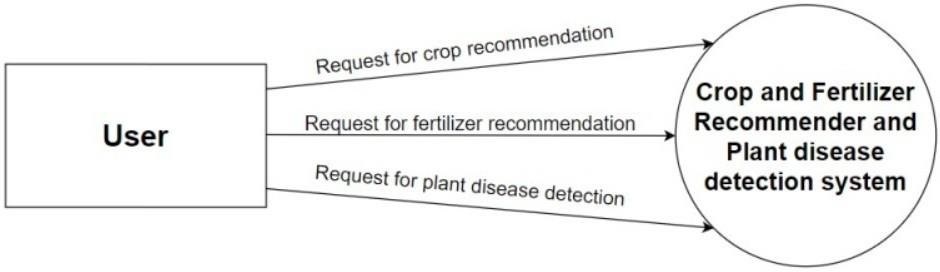 User
Request for crop recommendation
Request for fertilizer recommendation
Request for plant disease detection
Crop and Fertilizer
Recommender and
Plant disease
detection system